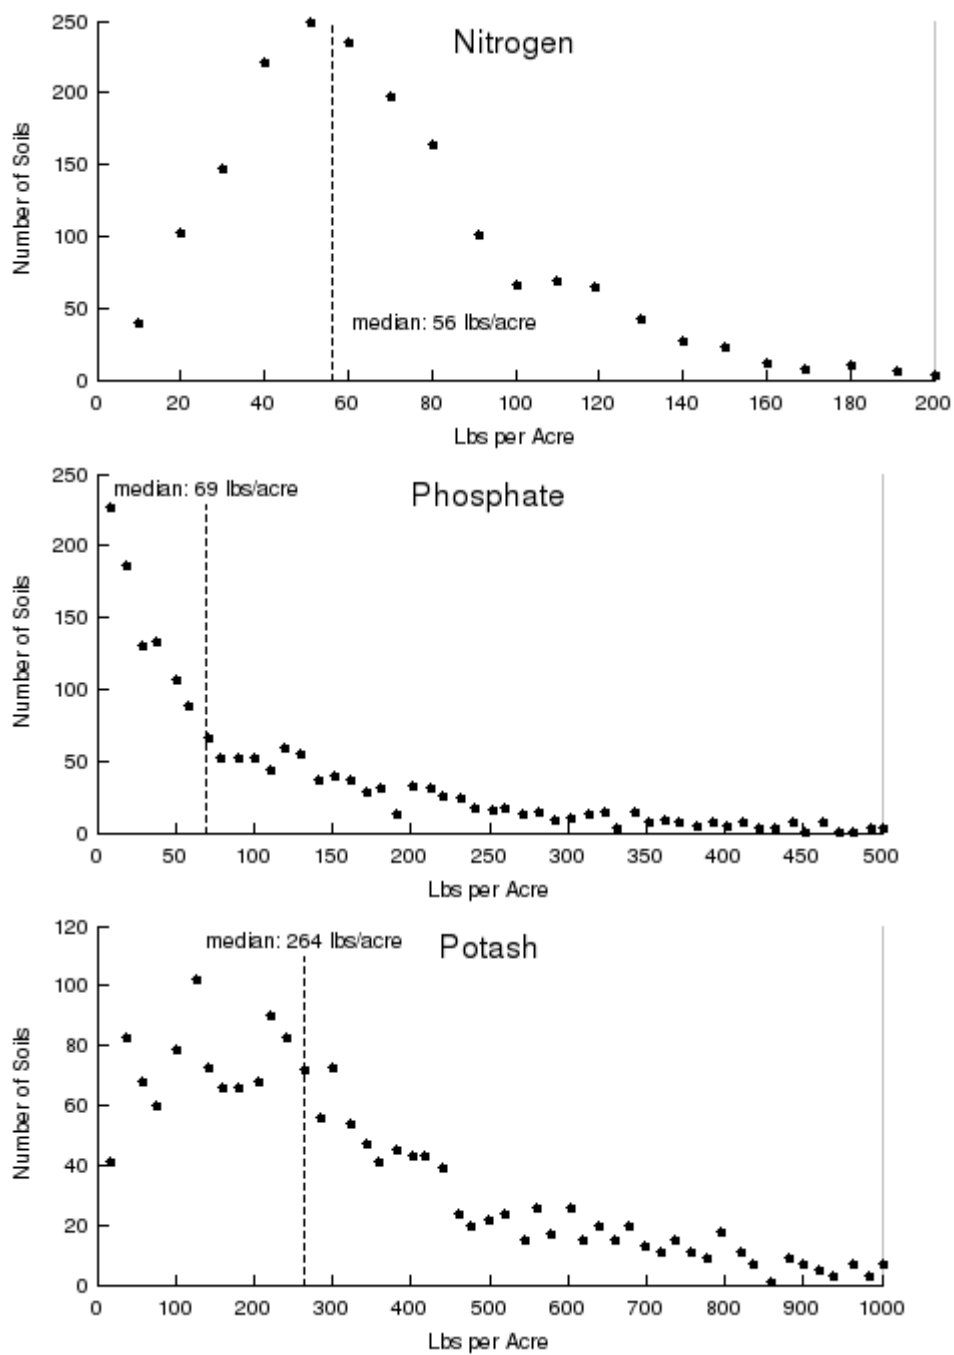 Nitrogen
250
200
150
100
50
0
Number of Soils
median: 56 lbs/acre
0 20 40 60 80 100 120 140 160 180 200
Lbs per Acre
Phosphate
median: 69 lbs/acre
250
200
150
100
50
0
Number of Soils
0 50 100 150 200 250 300 350 400 450 500
Lbs per Acre
Potash
median: 264 lbs/acre
120
100
80
60
40
20
0
Number of Soils
0 100 200 300 400 500 600 700 800 900 1000
Lbs per Acre